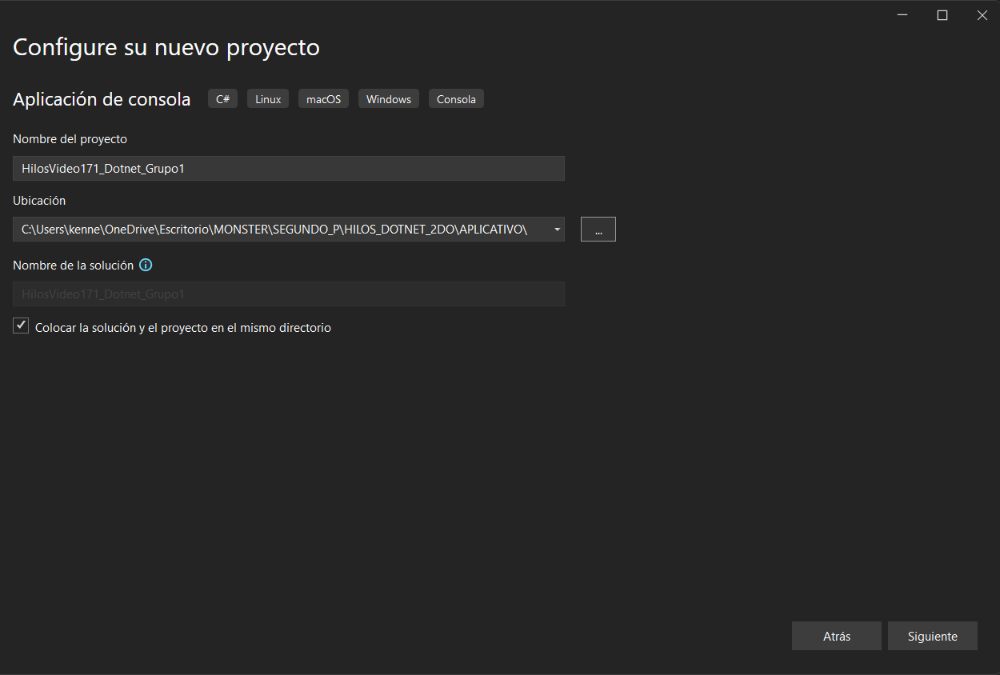 Configure su nuevo proyecto
Aplicación de consola C# Linux macOS Windows Consola
Nombre del proyecto
HilosVideo171_Dotnet_Grupo1
Ubicación
C:\Users\kenne\OneDrive\Escritorio\MONSTER\SEGUNDO_P\HILOS_DOTNET_2DO\APLICATIVO\ ...
Nombre de la solución
HilosVideo171_Dotnet_Grupo1
Colocar la solución y el proyecto en el mismo directorio
Atrás Siguiente